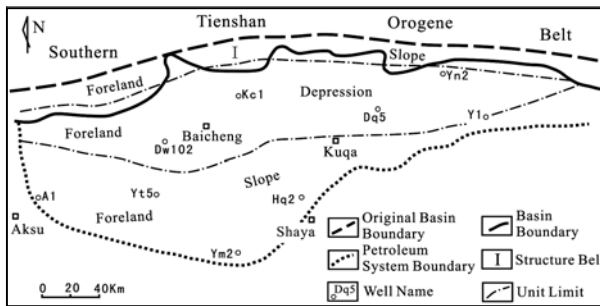 Tienshan Orogene Belt
N
Southern
I
Slope
Foreland
Yn2
Kc1
Depression
Dq5
Y1
Foreland
Baicheng
Dw102
Kuqa
Slope
A1
Yt5
Hq2
Foreland
Aksu
Shaya
Ym2
0 20 40Km
Original Basin
Boundary
Basin
Boundary
Petroleum
System Boundary
I Structure Bel
Dq5 Well Name
Unit Limit